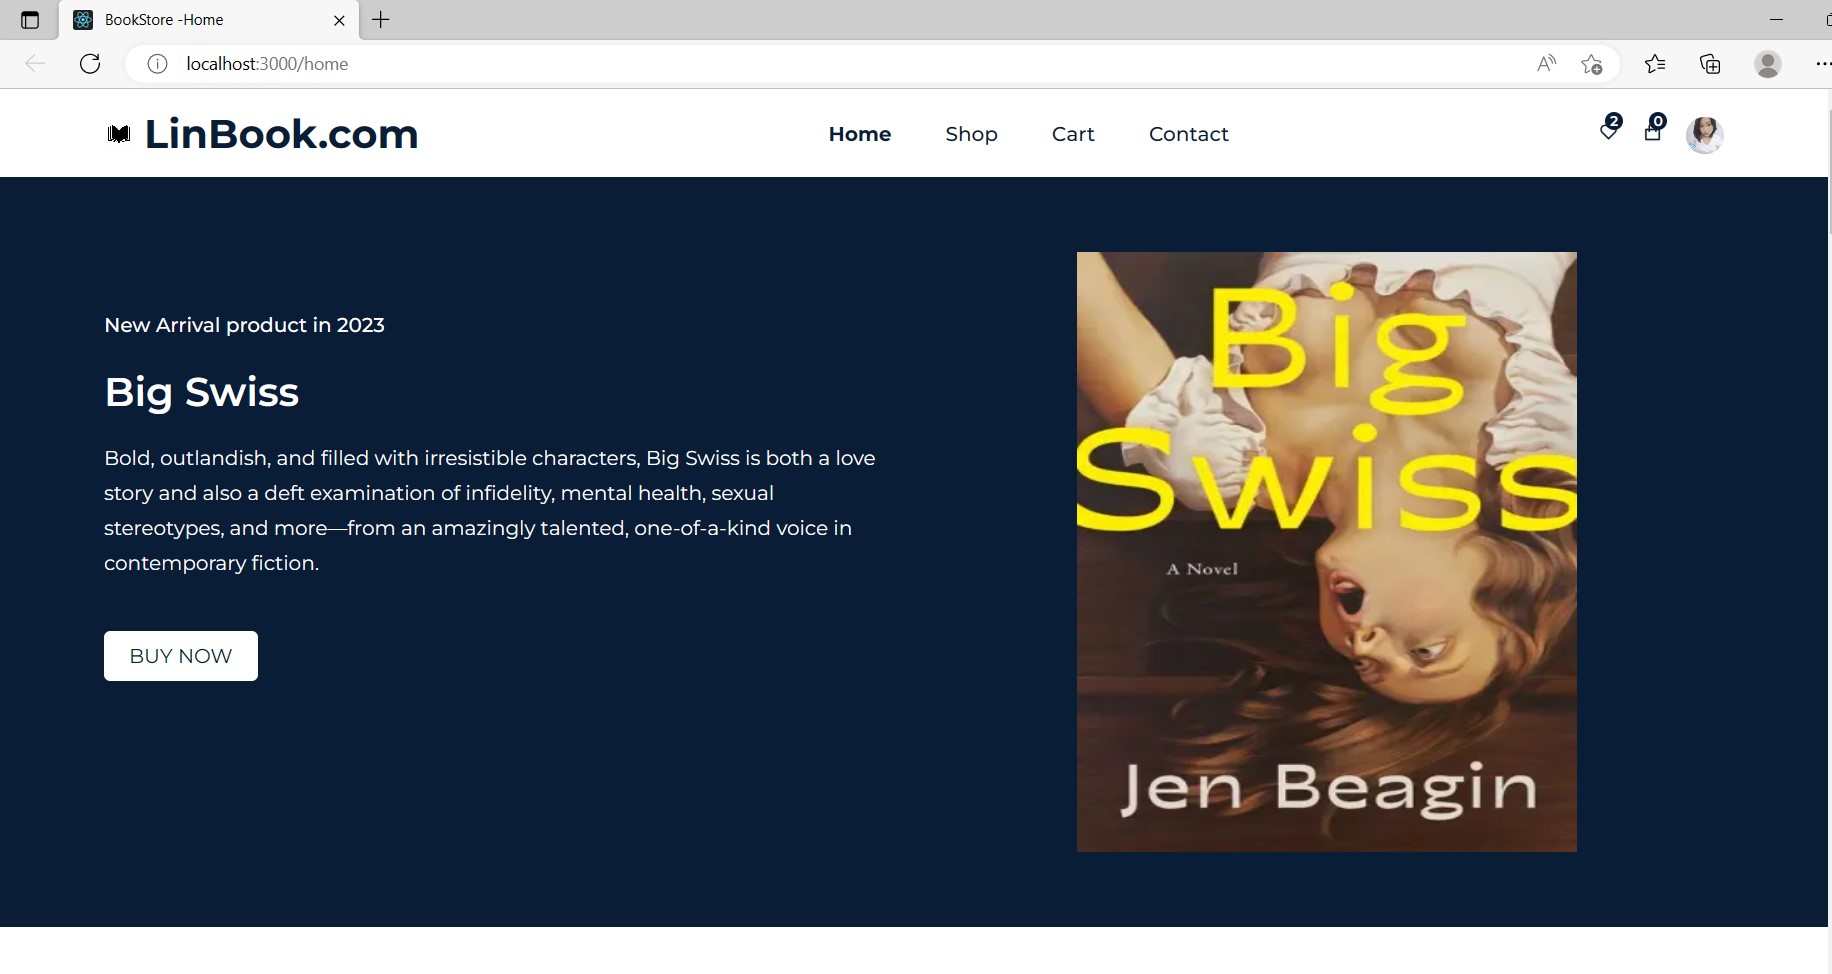 BookStore -Home
localhost:3000/home
LinBook.com
Home Shop Cart Contact
2 0
New Arrival product in 2023
Big Swiss
Bold, outlandish, and filled with irresistible characters, Big Swiss is both a love
story and also a deft examination of infidelity, mental health, sexual
stereotypes, and more—from an amazingly talented, one-of-a-kind voice in
contemporary fiction.
BUY NOW
Big
Swiss
A Novel
Jen Beagin